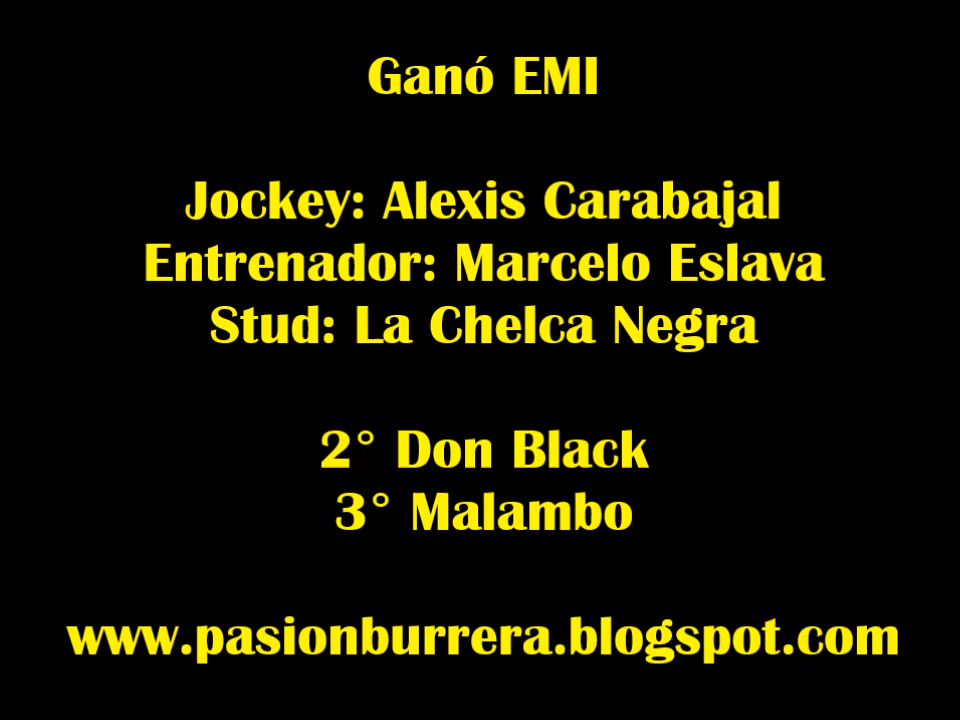 Ganó EMI
Jockey: Alexis Carabajal
Entrenador: Marcelo Eslava
Stud: La Chelca Negra
2° Don Black
3° Malambo
www.pasionburrera.blogspot.com